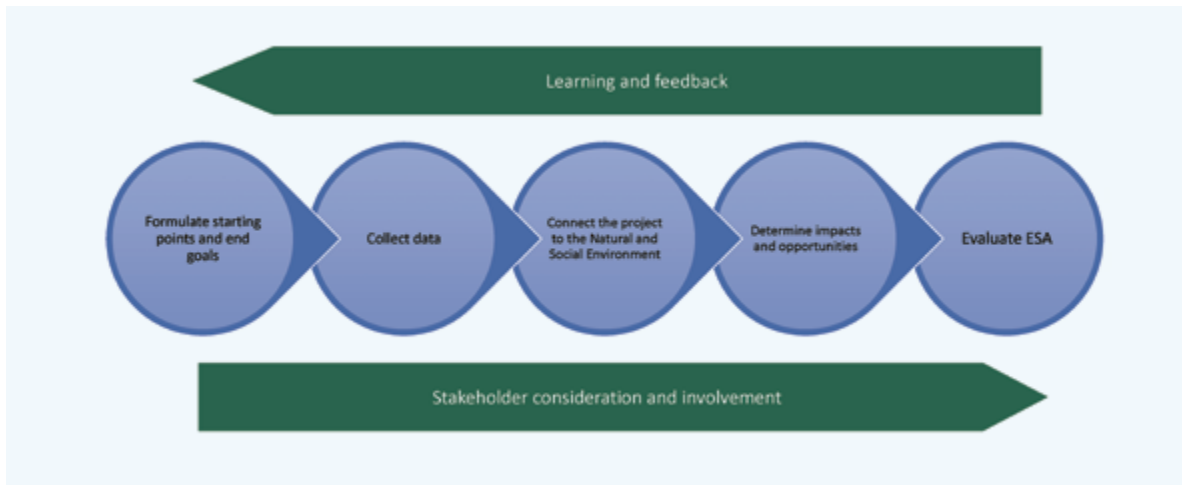 Learning and feedback
Formulate starting
points and end
goals
Collect data
Connect the project
to the Natural and
Social Environment
Determine impacts
and opportunities
Evaluate ESA
Stakeholder consideration and involvement